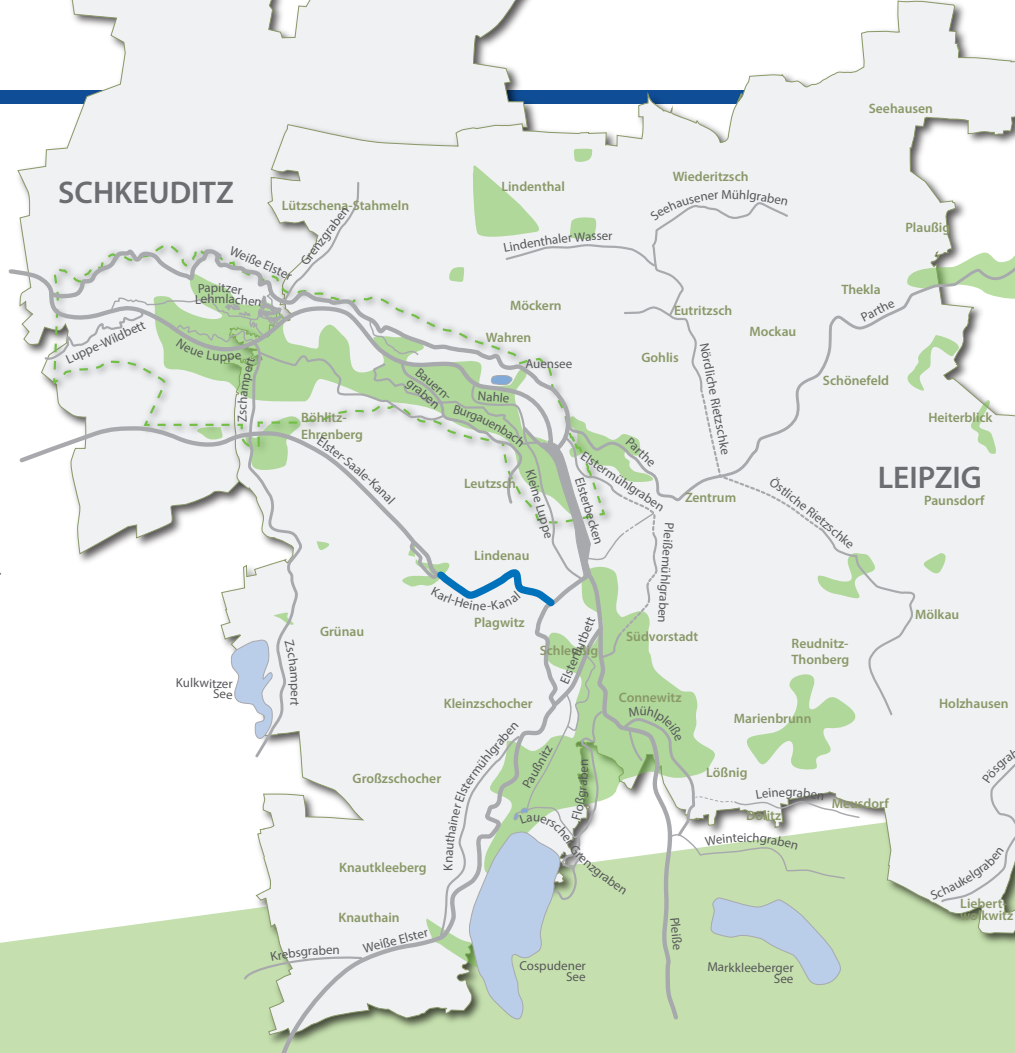 Seehausen
SCHKEUDITZ
Lindenthal
Wiederitzsch
Seehausener Mühlgraben
Lützschena-Stahmeln
Grenzgraben
Plaußig
Lindenthaler Wasser
Weiße Elster
Papitzer
Lehmlachen
Thekla
Parthe
Möckern
Eutritzsch
Mockau
Luppe-Wildbett
Neue Luppe
Wahren
Auensee
Gohlis
Nördliche Rietzschke
Zschampert
Bauern-
graben
Nahle
Burgauenbach
Schönefeld
Heiterblick
Böhlitz-
Ehrenberg
Elster-Saale-Kanal
Parthe
Elstermühlgraben
Leutzsch
Kleine Luppe
Elsterbecken
Zentrum
LEIPZIG
Paunsdorf
Östliche Rietzschke
Pleißemühlgraben
Lindenau
Karl-Heine-Kanal
Plagwitz
Mölkau
Grünau
Zschampert
Schleußig
Elsterflutbett
Südvorstadt
Reudnitz-
Thonberg
Kulkwitzer
See
Kleinzschocher
Connewitz
Mühlpleiße
Marienbrunn
Holzhausen
Knauthainer Elstermühlgraben
Paußnitz
Floßgraben
Großzschocher
Lößnig
Leinegraben
Meusdorf
Dölitz
Pösgrab
Lauerscher Grenzgraben
Weinteichgraben
Knautkleeberg
Schaukelgraben
Liebert-
wolkwitz
Knauthain
Weiße Elster
Krebsgraben
Pleiße
Cospudener
See
Markkleeberger
See